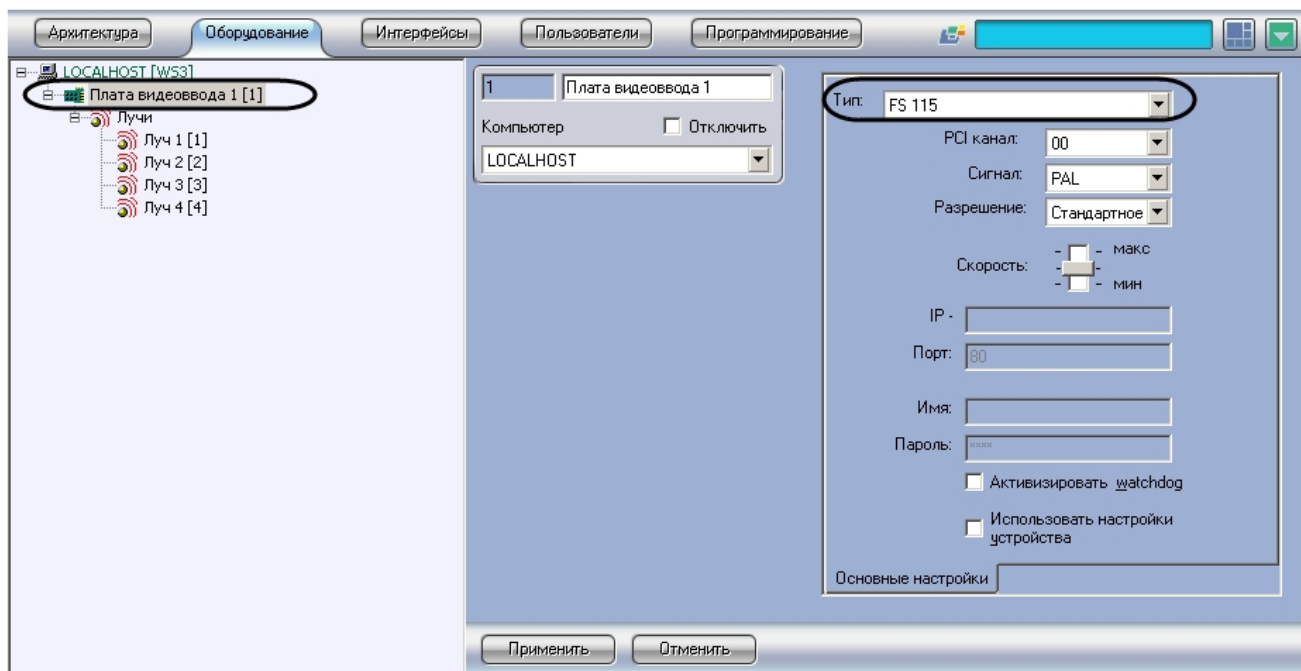 Архитектура Оборудование Интерфейсы Пользователи Программирование
LOCALHOST [WS3]
Плата видеоввода 1 [1]
Лучи
Луч 1 [1]
Луч 2 [2]
Луч 3 [3]
Луч 4 [4]
1 Плата видеоввода 1
Компьютер Отключить
LOCALHOST
Тип: FS 115
PCI канал: 00
Сигнал: PAL
Разрешение: Стандартное
- - макс
Скорость: - -
- - мин
IP -
Порт: 80
Имя:
Пароль: ****
Активизировать watchdog
Использовать настройки
устройства
Основные настройки
Применить Отменить